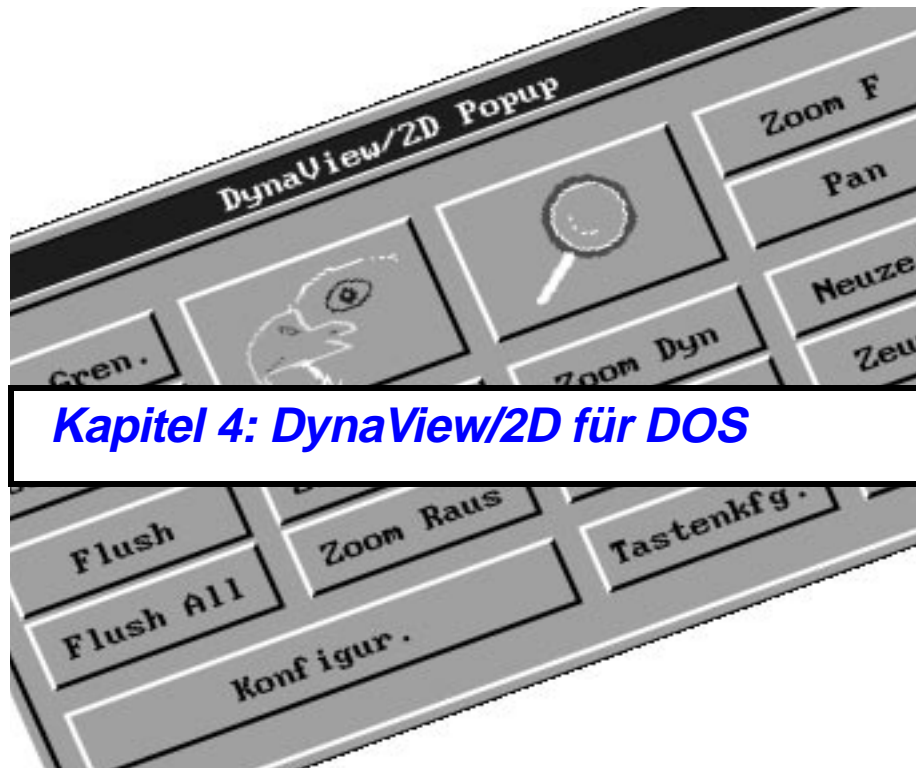 DynaView/2D Popup
Zoom F
Pan
Neuze
Gren.
Zoom Dyn
Zeu
Kapitel 4: DynaView/2D für DOS
Flush
Zoom Raus
Tastenkfg.
Flush All
Konfigur.